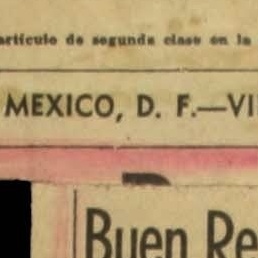 artículo de segunda clase en la
MEXICO, D. F.—VI
Buen Re